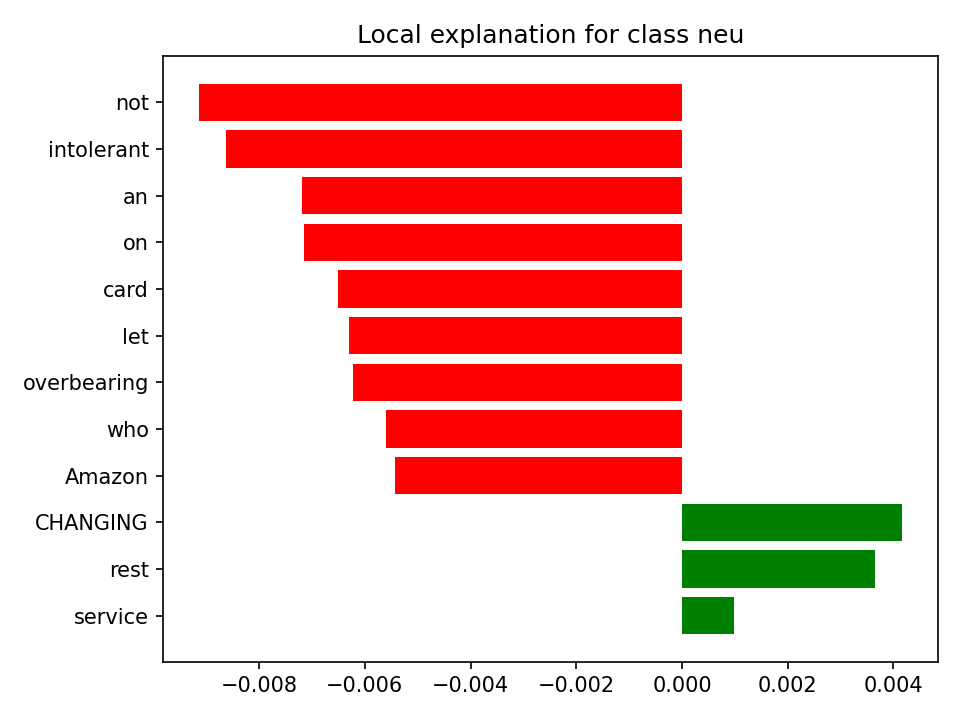 Local explanation for class neu
not
intolerant
an
on
card
let
overbearing
who
Amazon
CHANGING
rest
service
−0.008 −0.006 −0.004 −0.002 0.000 0.002 0.004